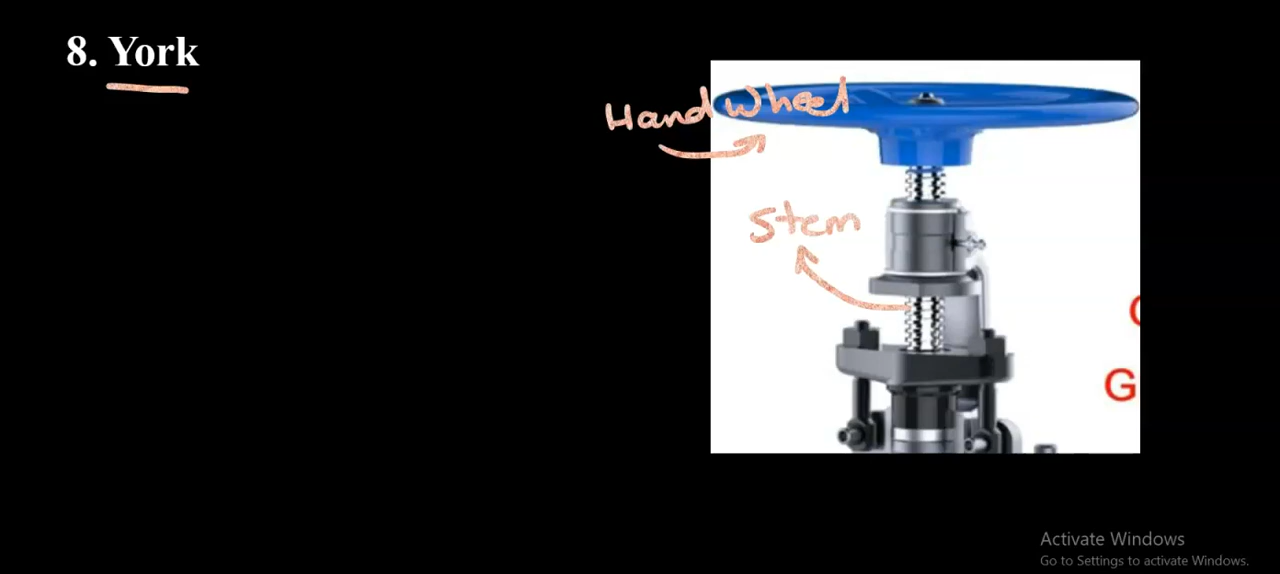 8. York
Hand wheel
Stem
G
Activate Windows
Go to Settings to activate Windows.